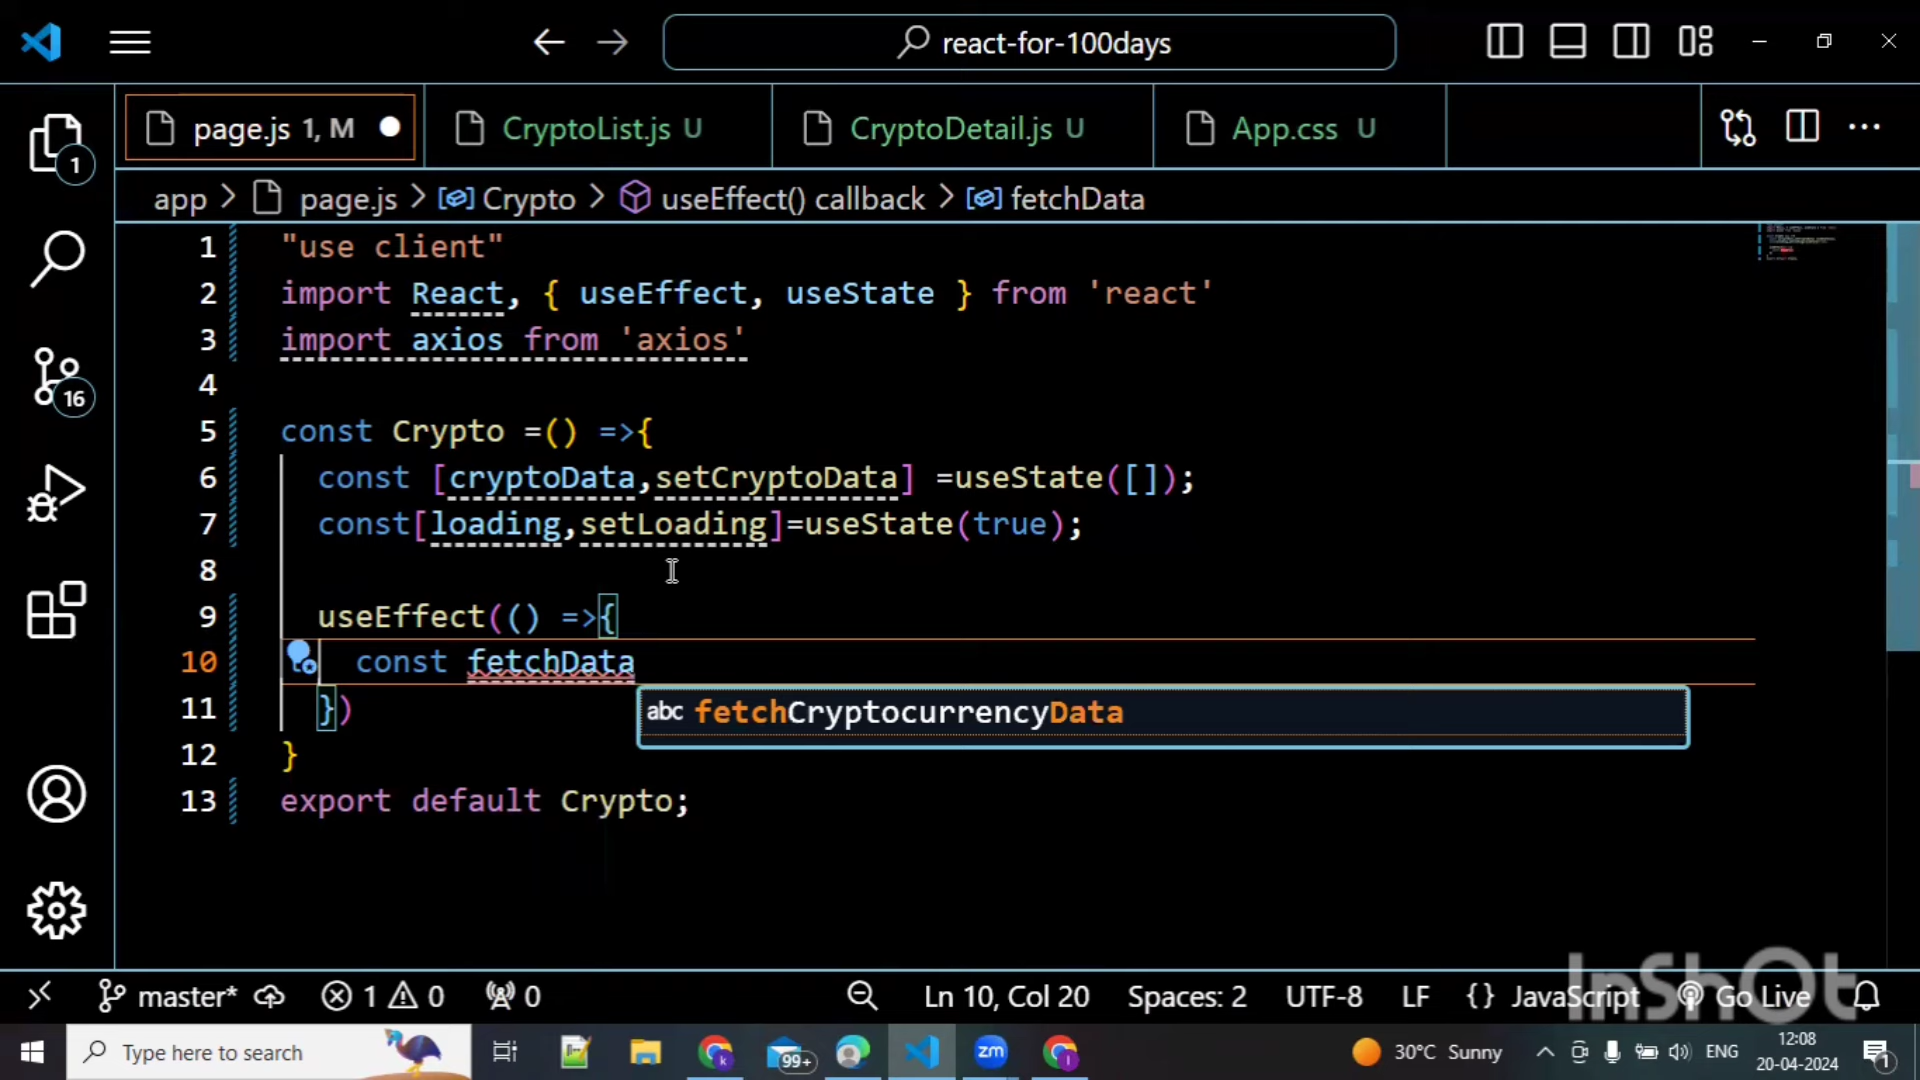 react-for-100days
page.js 1, M
CryptoList.js U
CryptoDetail.js U
App.css U
1
app > page.js > Crypto > useEffect() callback > fetchData
1 "use client"
2 import React, { useEffect, useState } from 'react'
3 import axios from 'axios'
4
5 const Crypto =() =>{
6 const [cryptoData,setCryptoData] =useState([]);
7 const[loading,setLoading]=useState(true);
8
9 useEffect(() =>{
10 const fetchData
11 })
abc fetchCryptocurrencyData
12 }
13 export default Crypto;
16
InShOt
master* 1 0 0 Ln 10, Col 20 Spaces: 2 UTF-8 LF {} JavaScript Go Live
Type here to search
99+
zm
30°C Sunny
ENG
12:08
20-04-2024
1